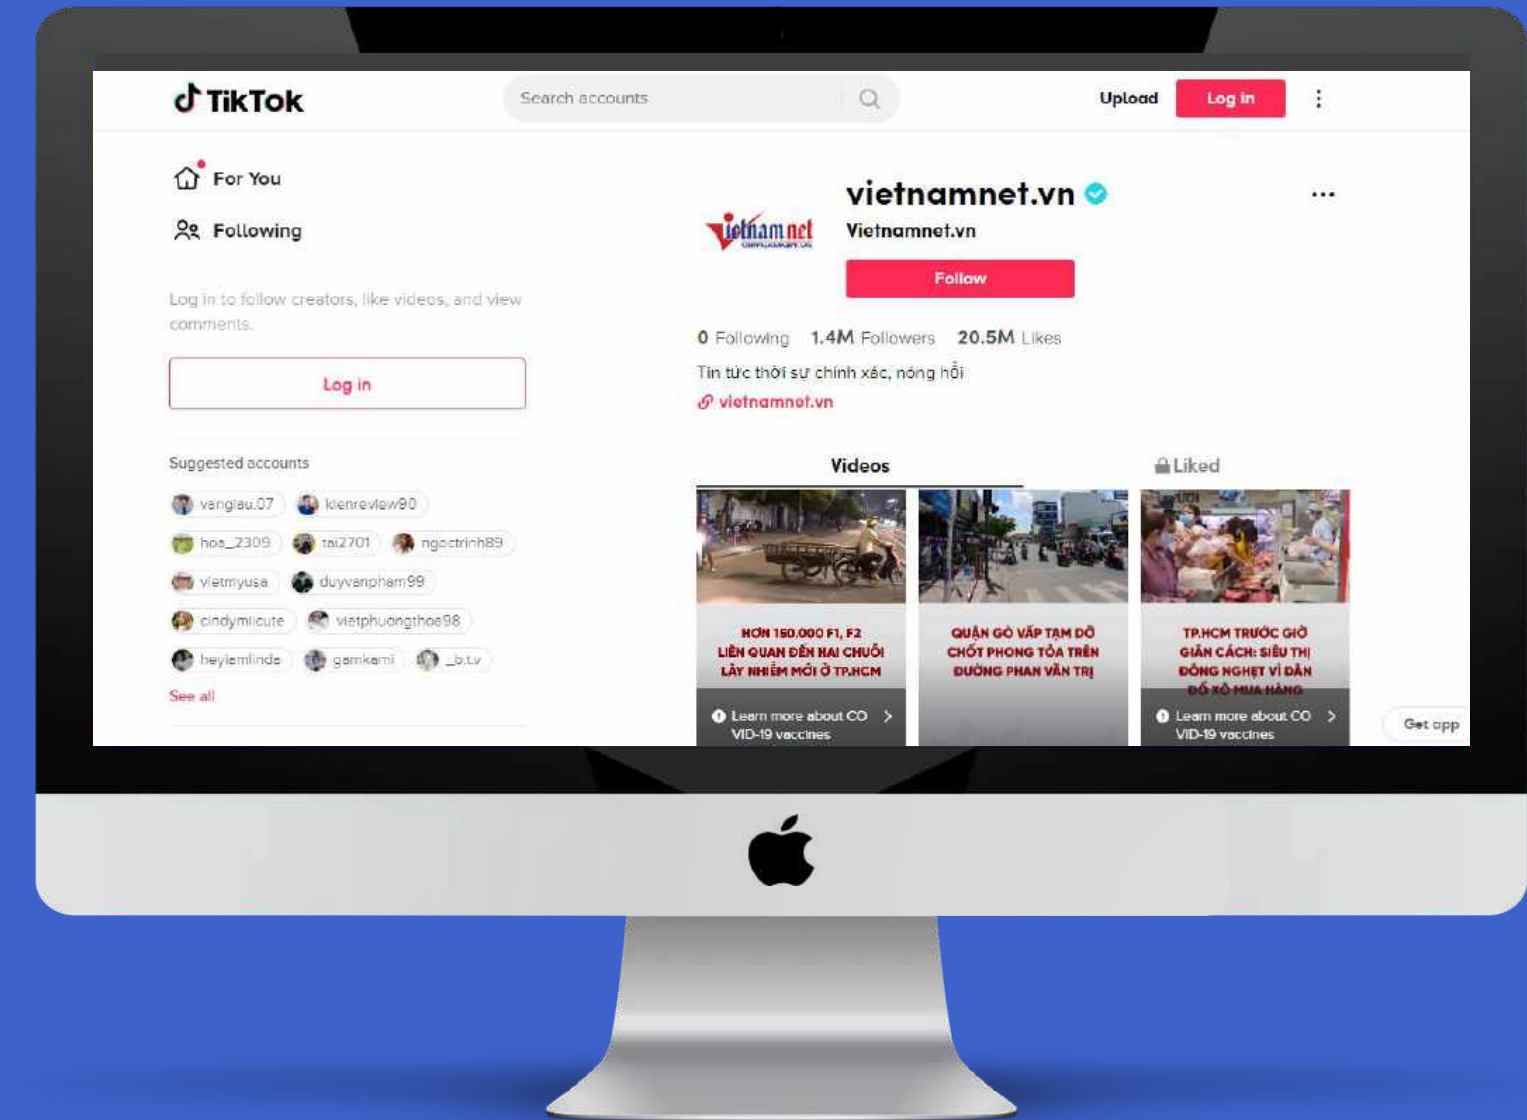 TikTok
Search accounts
Upload
Log in
For You
Following
Log in to follow creators, like videos, and view
comments.
Log in
Suggested accounts
vangiau.07
kienreview90
hoa_2309
tai2701
ngoctrinh89
vietmyusa
duyvanpham99
cindymiicute
vietphuongthoa98
heyiamlinda
gamkami
_b.t.v
See all
vietnamnet.vn
Vietnamnet.vn
Vietnamnet
Follow
0 Following 1.4M Followers 20.5M Likes
Tin tức thời sự chính xác, nóng hổi
vietnamnet.vn
Videos
Liked
HƠN 150.000 F1, F2
LIÊN QUAN ĐẾN HAI CHUỖI
LÂY NHIỄM MỚI Ở TP.HCM
Learn more about CO
VID-19 vaccines
QUẬN GÒ VẤP TẠM DỠ
CHỐT PHONG TỎA TRÊN
ĐƯỜNG PHAN VĂN TRỊ
TP.HCM TRƯỚC GIỜ
GIÃN CÁCH: SIÊU THỊ
ĐÔNG NGHẸT VÌ DÂN
ĐỔ XÔ MUA HÀNG
Learn more about CO
VID-19 vaccines
Get app